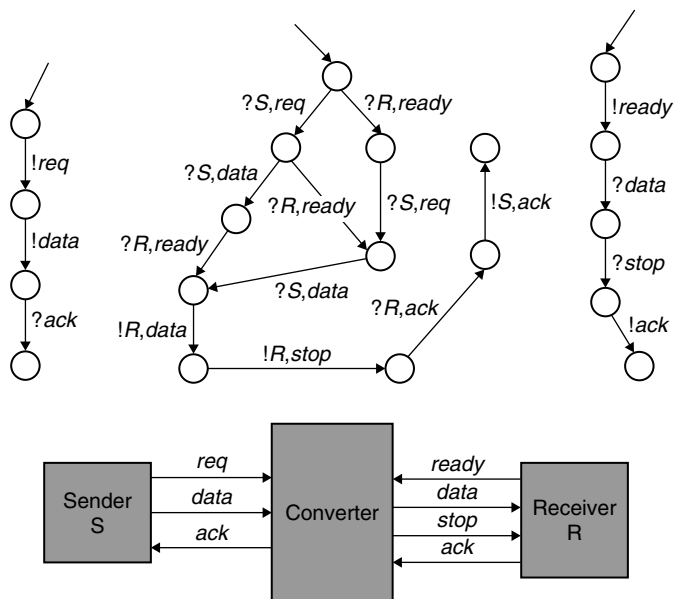 ?S,req
?R,ready
!ready
!req
?S,data
?R,ready
?S,req
!S,ack
?data
!data
?R,ready
?S,data
?stop
?ack
!R,data
?R,ack
!ack
!R,stop
req
data
ack
Sender
S
Converter
ready
data
stop
ack
Receiver
R